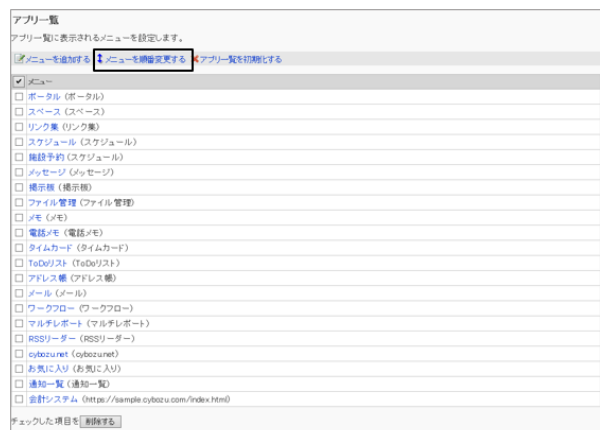 アプリ一覧
アプリ一覧に表示されるメニューを設定します。
メニューを追加する メニューを順番変更する アプリ一覧を初期化する
メニュー
ポータル (ポータル)
スペース (スペース)
リンク集 (リンク集)
スケジュール (スケジュール)
施設予約 (スケジュール)
メッセージ (メッセージ)
掲示板 (掲示板)
ファイル管理 (ファイル管理)
メモ (メモ)
電話メモ (電話メモ)
タイムカード (タイムカード)
ToDoリスト (ToDoリスト)
アドレス帳 (アドレス帳)
メール (メール)
ワークフロー (ワークフロー)
マルチレポート (マルチレポート)
RSSリーダー (RSSリーダー)
cybozu.net (cybozu.net)
お気に入り (お気に入り)
通知一覧 (通知一覧)
会計システム (https://sample.cybozu.com/index.html)
チェックした項目を 削除する